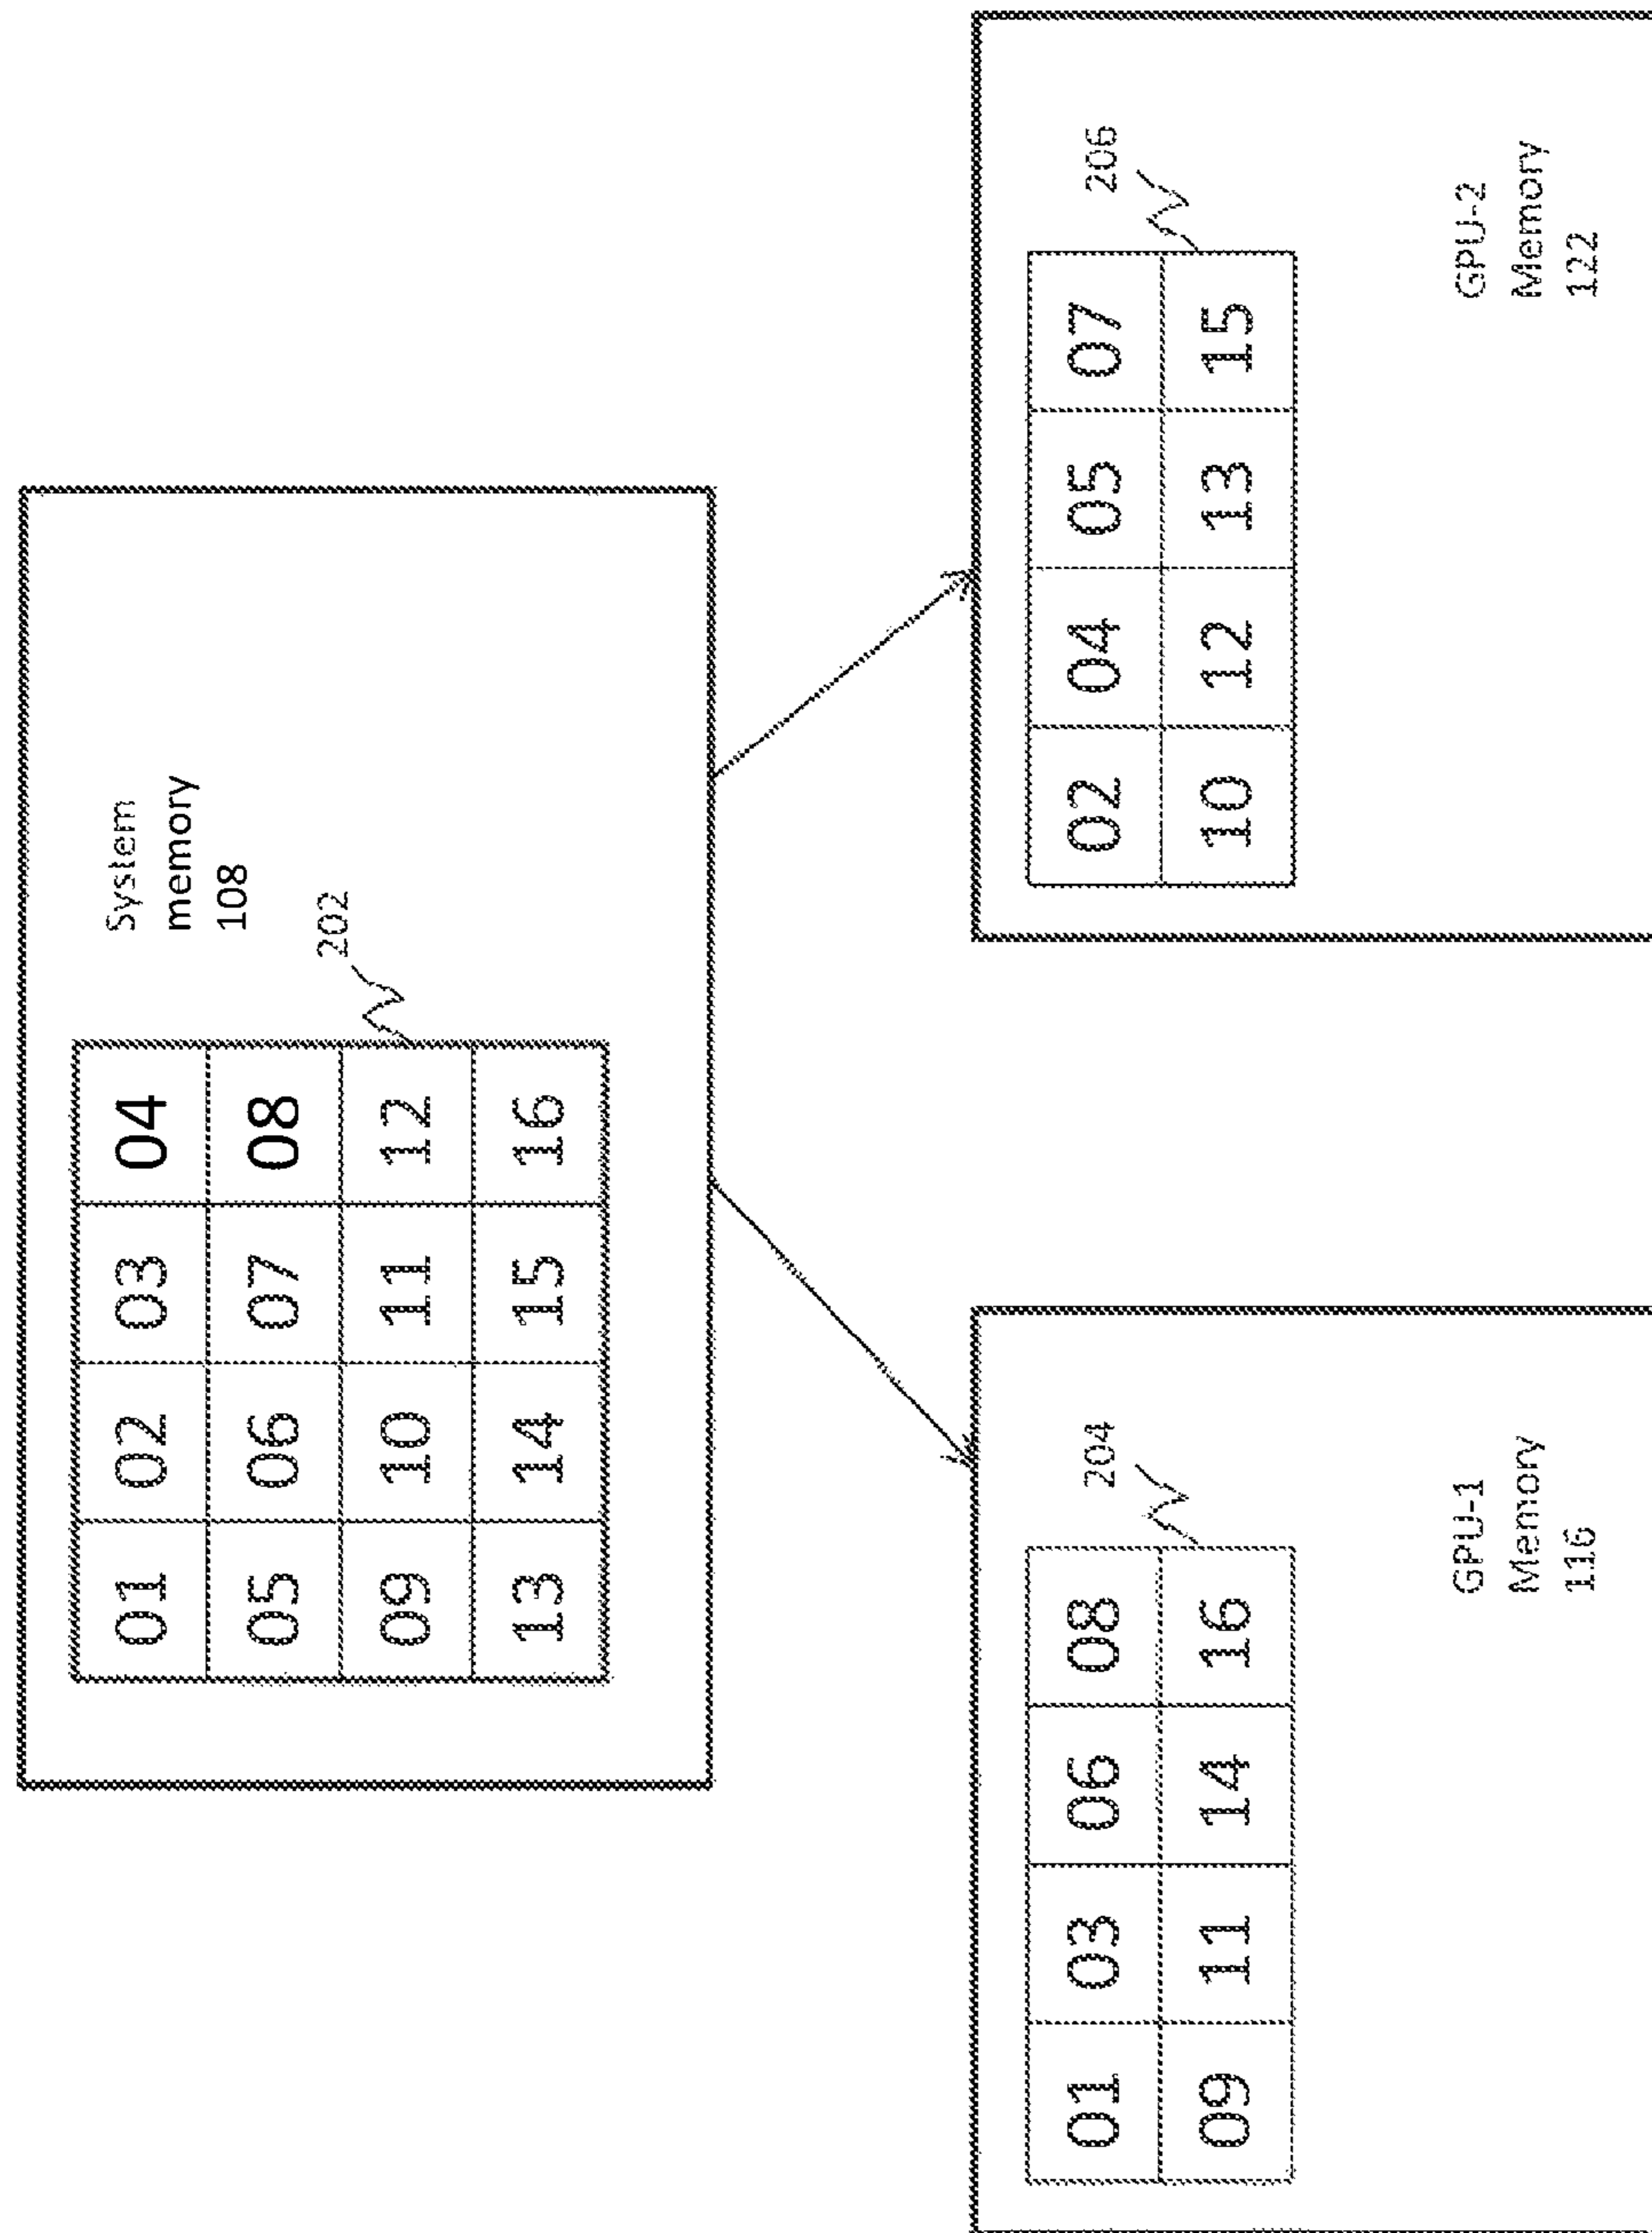 System
memory
108
202
01 02 03 04
05 06 07 08
09 10 11 12
13 14 15 16
204
01 03 06 08
09 11 14 16
GPU-1
Memory
116
206
02 04 05 07
10 12 13 15
GPU-2
Memory
122